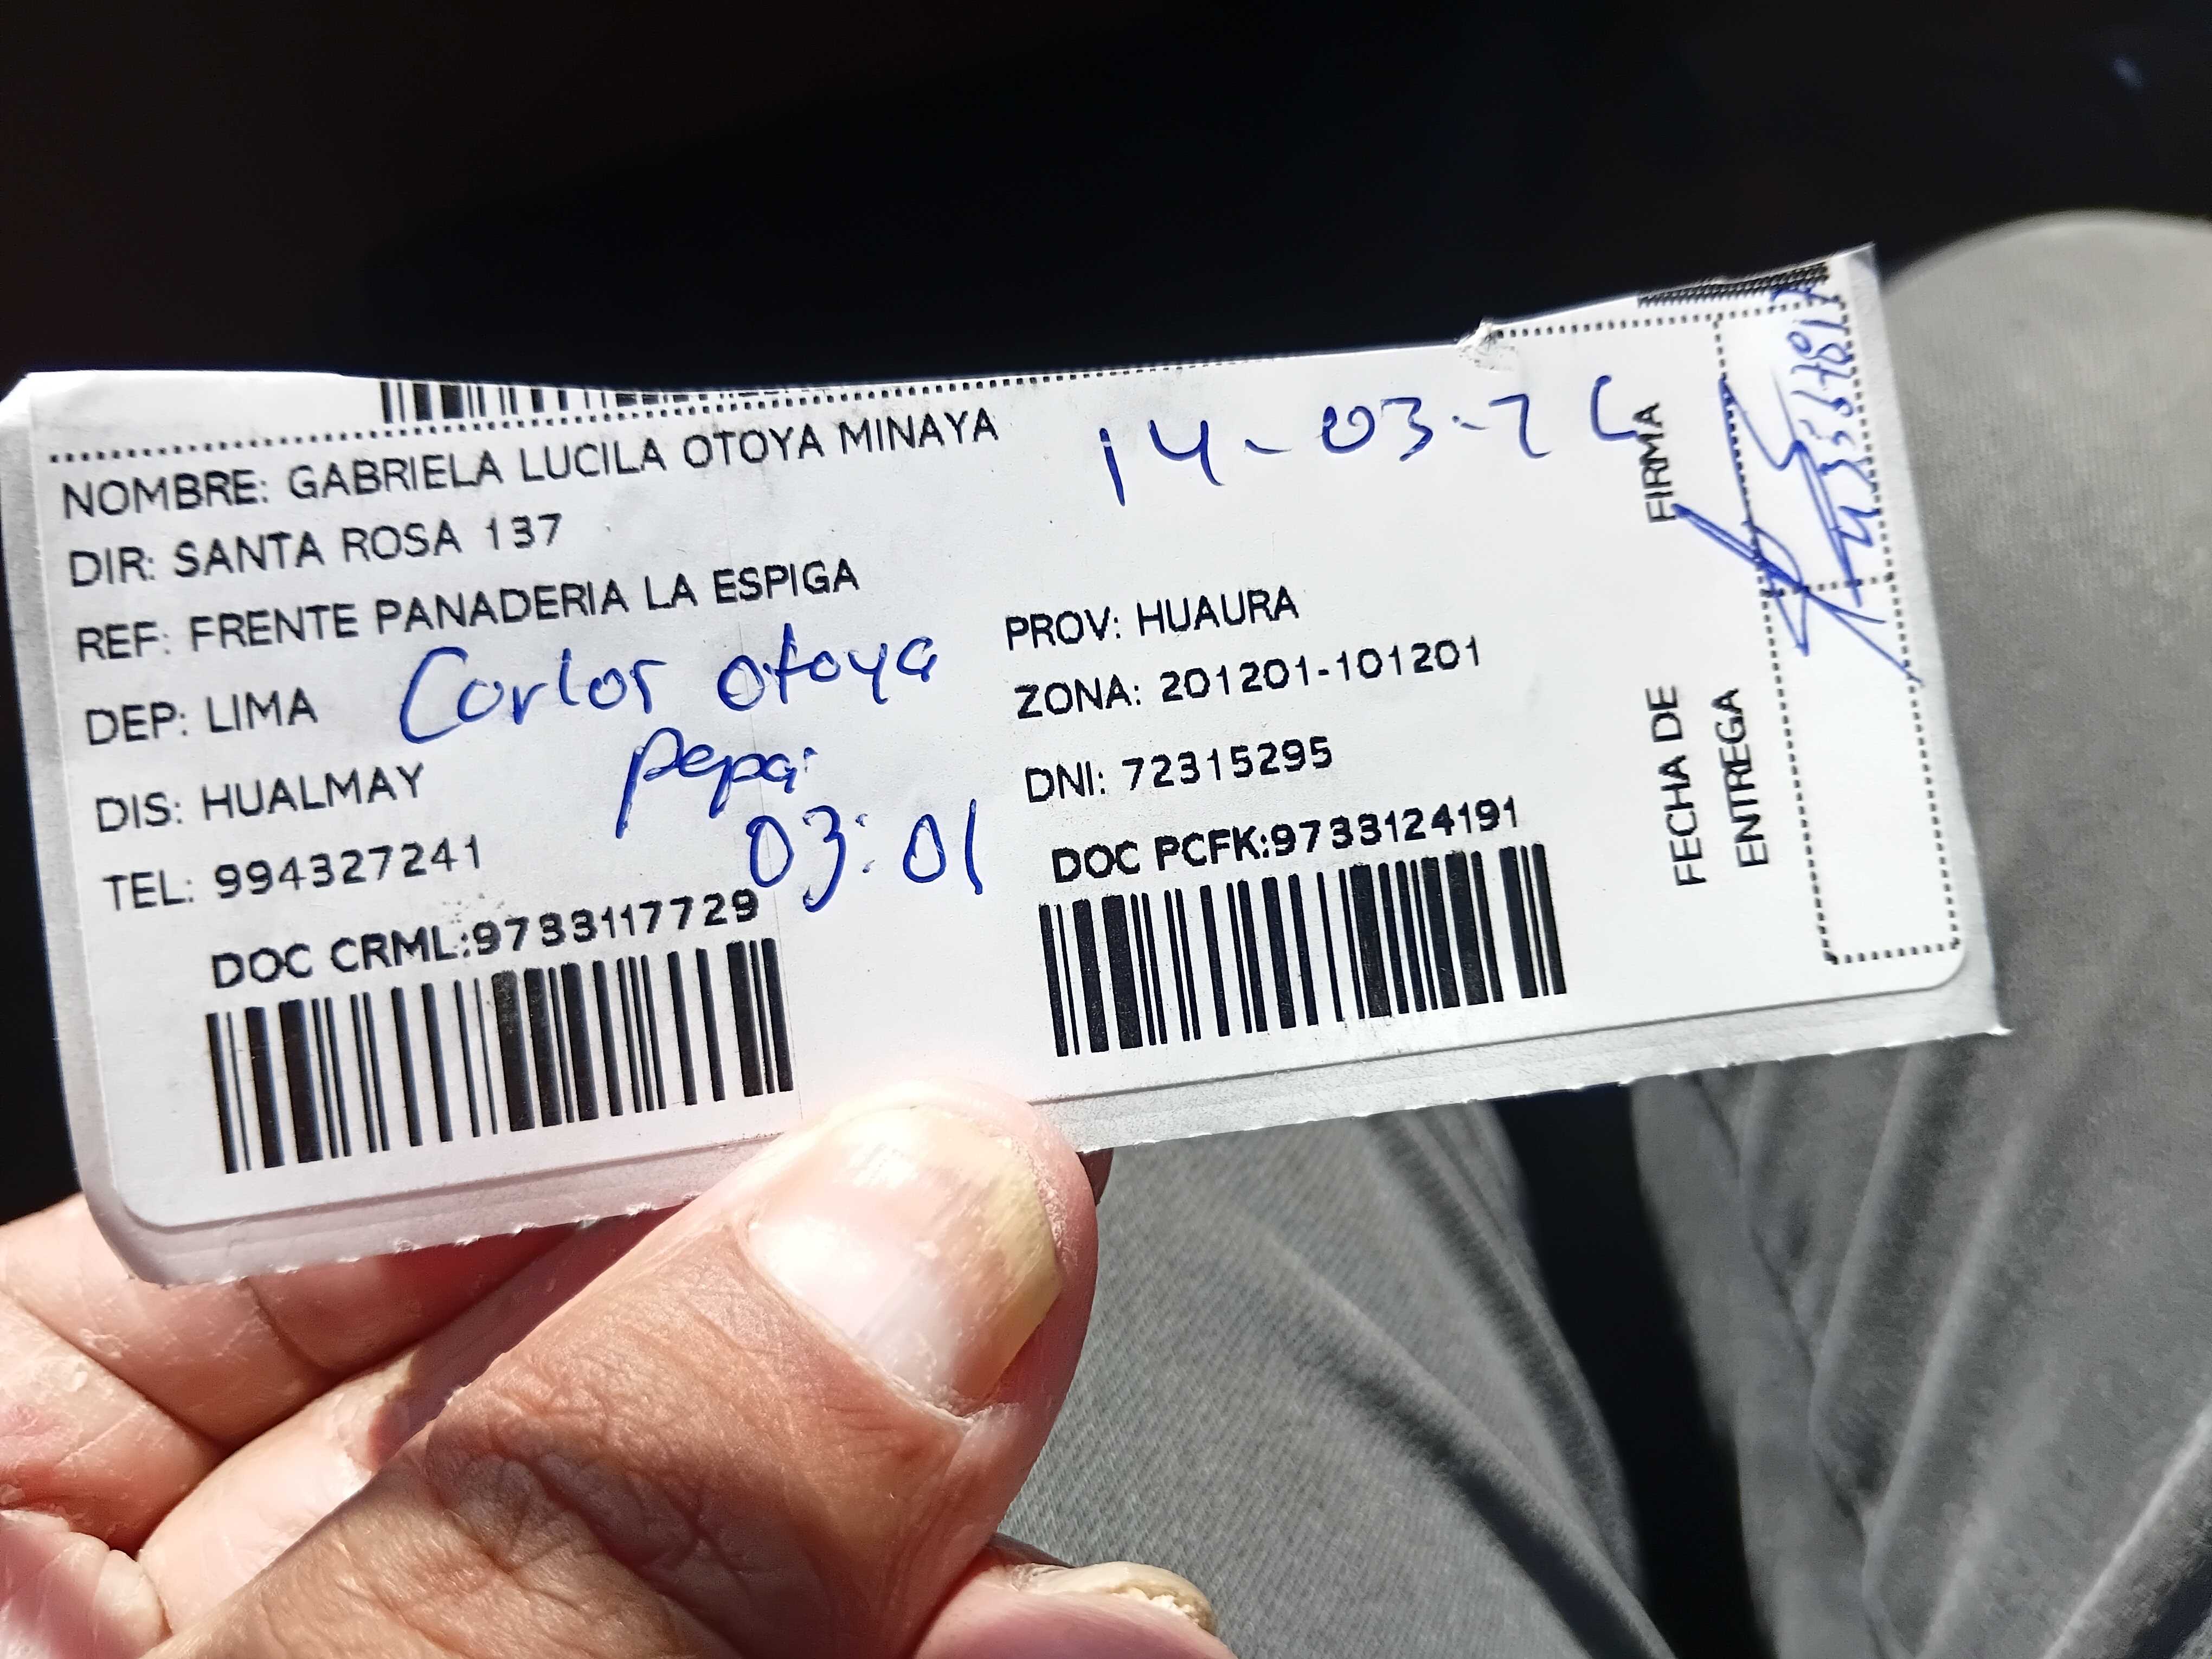 NOMBRE: GABRIELA LUCILA OTOYA MINAYA
14-03-26
DIR: SANTA ROSA 137
REF: FRENTE PANADERIA LA ESPIGA
DEP: LIMA
Carlos Otoya
papa
03:01
DIS: HUALMAY
TEL: 994327241
DOC CRML:9733117729
PROV: HUAURA
ZONA: 201201-101201
DNI: 72315295
DOC PCFK:9733124191
FIRMA
FECHA DE
ENTREGA